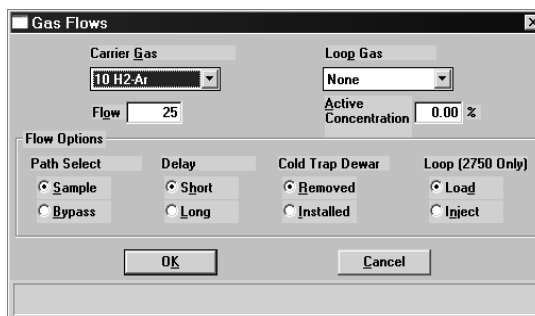 Gas Flows
Carrier Gas Loop Gas
10 H2-Ar None
Flow 25 Active Concentration 0.00 %
Flow Options
Path Select Delay Cold Trap Dewar Loop (2750 Only)
Sample Short Removed Load
Bypass Long Installed Inject
OK Cancel